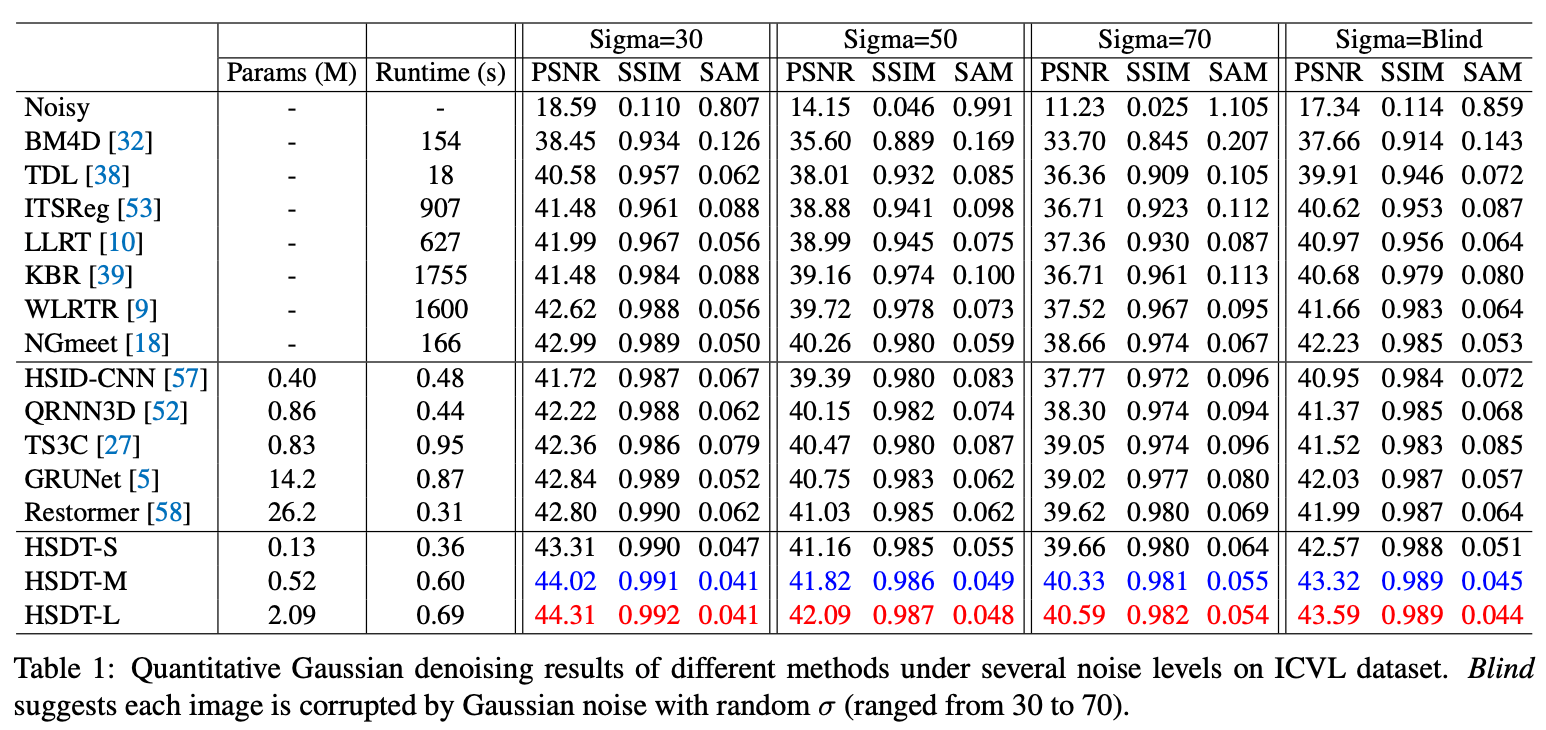 Sigma=30 Sigma=50 Sigma=70 Sigma=Blind
Params (M) Runtime (s) PSNR SSIM SAM PSNR SSIM SAM PSNR SSIM SAM PSNR SSIM SAM
Noisy - - 18.59 0.110 0.807 14.15 0.046 0.991 11.23 0.025 1.105 17.34 0.114 0.859
BM4D [32] - 154 38.45 0.934 0.126 35.60 0.889 0.169 33.70 0.845 0.207 37.66 0.914 0.143
TDL [38] - 18 40.58 0.957 0.062 38.01 0.932 0.085 36.36 0.909 0.105 39.91 0.946 0.072
ITSReg [53] - 907 41.48 0.961 0.088 38.88 0.941 0.098 36.71 0.923 0.112 40.62 0.953 0.087
LLRT [10] - 627 41.99 0.967 0.056 38.99 0.945 0.075 37.36 0.930 0.087 40.97 0.956 0.064
KBR [39] - 1755 41.48 0.984 0.088 39.16 0.974 0.100 36.71 0.961 0.113 40.68 0.979 0.080
WLRTR [9] - 1600 42.62 0.988 0.056 39.72 0.978 0.073 37.52 0.967 0.095 41.66 0.983 0.064
NGmeet [18] - 166 42.99 0.989 0.050 40.26 0.980 0.059 38.66 0.974 0.067 42.23 0.985 0.053
HSID-CNN [57] 0.40 0.48 41.72 0.987 0.067 39.39 0.980 0.083 37.77 0.972 0.096 40.95 0.984 0.072
QRNN3D [52] 0.86 0.44 42.22 0.988 0.062 40.15 0.982 0.074 38.30 0.974 0.094 41.37 0.985 0.068
TS3C [27] 0.83 0.95 42.36 0.986 0.079 40.47 0.980 0.087 39.05 0.974 0.096 41.52 0.983 0.085
GRUNet [5] 14.2 0.87 42.84 0.989 0.052 40.75 0.983 0.062 39.02 0.977 0.080 42.03 0.987 0.057
Restormer [58] 26.2 0.31 42.80 0.990 0.062 41.03 0.985 0.062 39.62 0.980 0.069 41.99 0.987 0.064
HSDT-S 0.13 0.36 43.31 0.990 0.047 41.16 0.985 0.055 39.66 0.980 0.064 42.57 0.988 0.051
HSDT-M 0.52 0.60 44.02 0.991 0.041 41.82 0.986 0.049 40.33 0.981 0.055 43.32 0.989 0.045
HSDT-L 2.09 0.69 44.31 0.992 0.041 42.09 0.987 0.048 40.59 0.982 0.054 43.59 0.989 0.044
Table 1: Quantitative Gaussian denoising results of different methods under several noise levels on ICVL dataset. Blind
suggests each image is corrupted by Gaussian noise with random σ (ranged from 30 to 70).